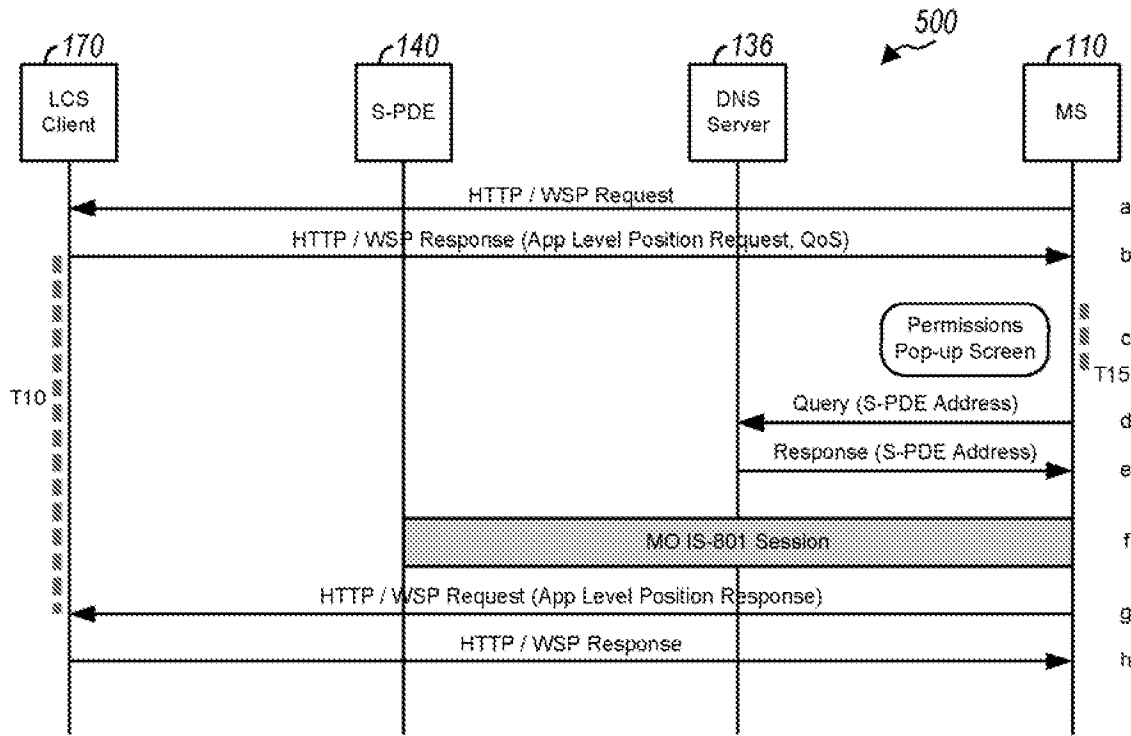 500
170
140
136
110
LCS
Client
S-PDE
DNS
Server
MS
HTTP / WSP Request
a
HTTP / WSP Response (App Level Position Request, QoS)
b
Permissions
Pop-up Screen
c
T15
T10
Query (S-PDE Address)
d
Response (S-PDE Address)
e
MO IS-801 Session
f
HTTP / WSP Request (App Level Position Response)
g
HTTP / WSP Response
h